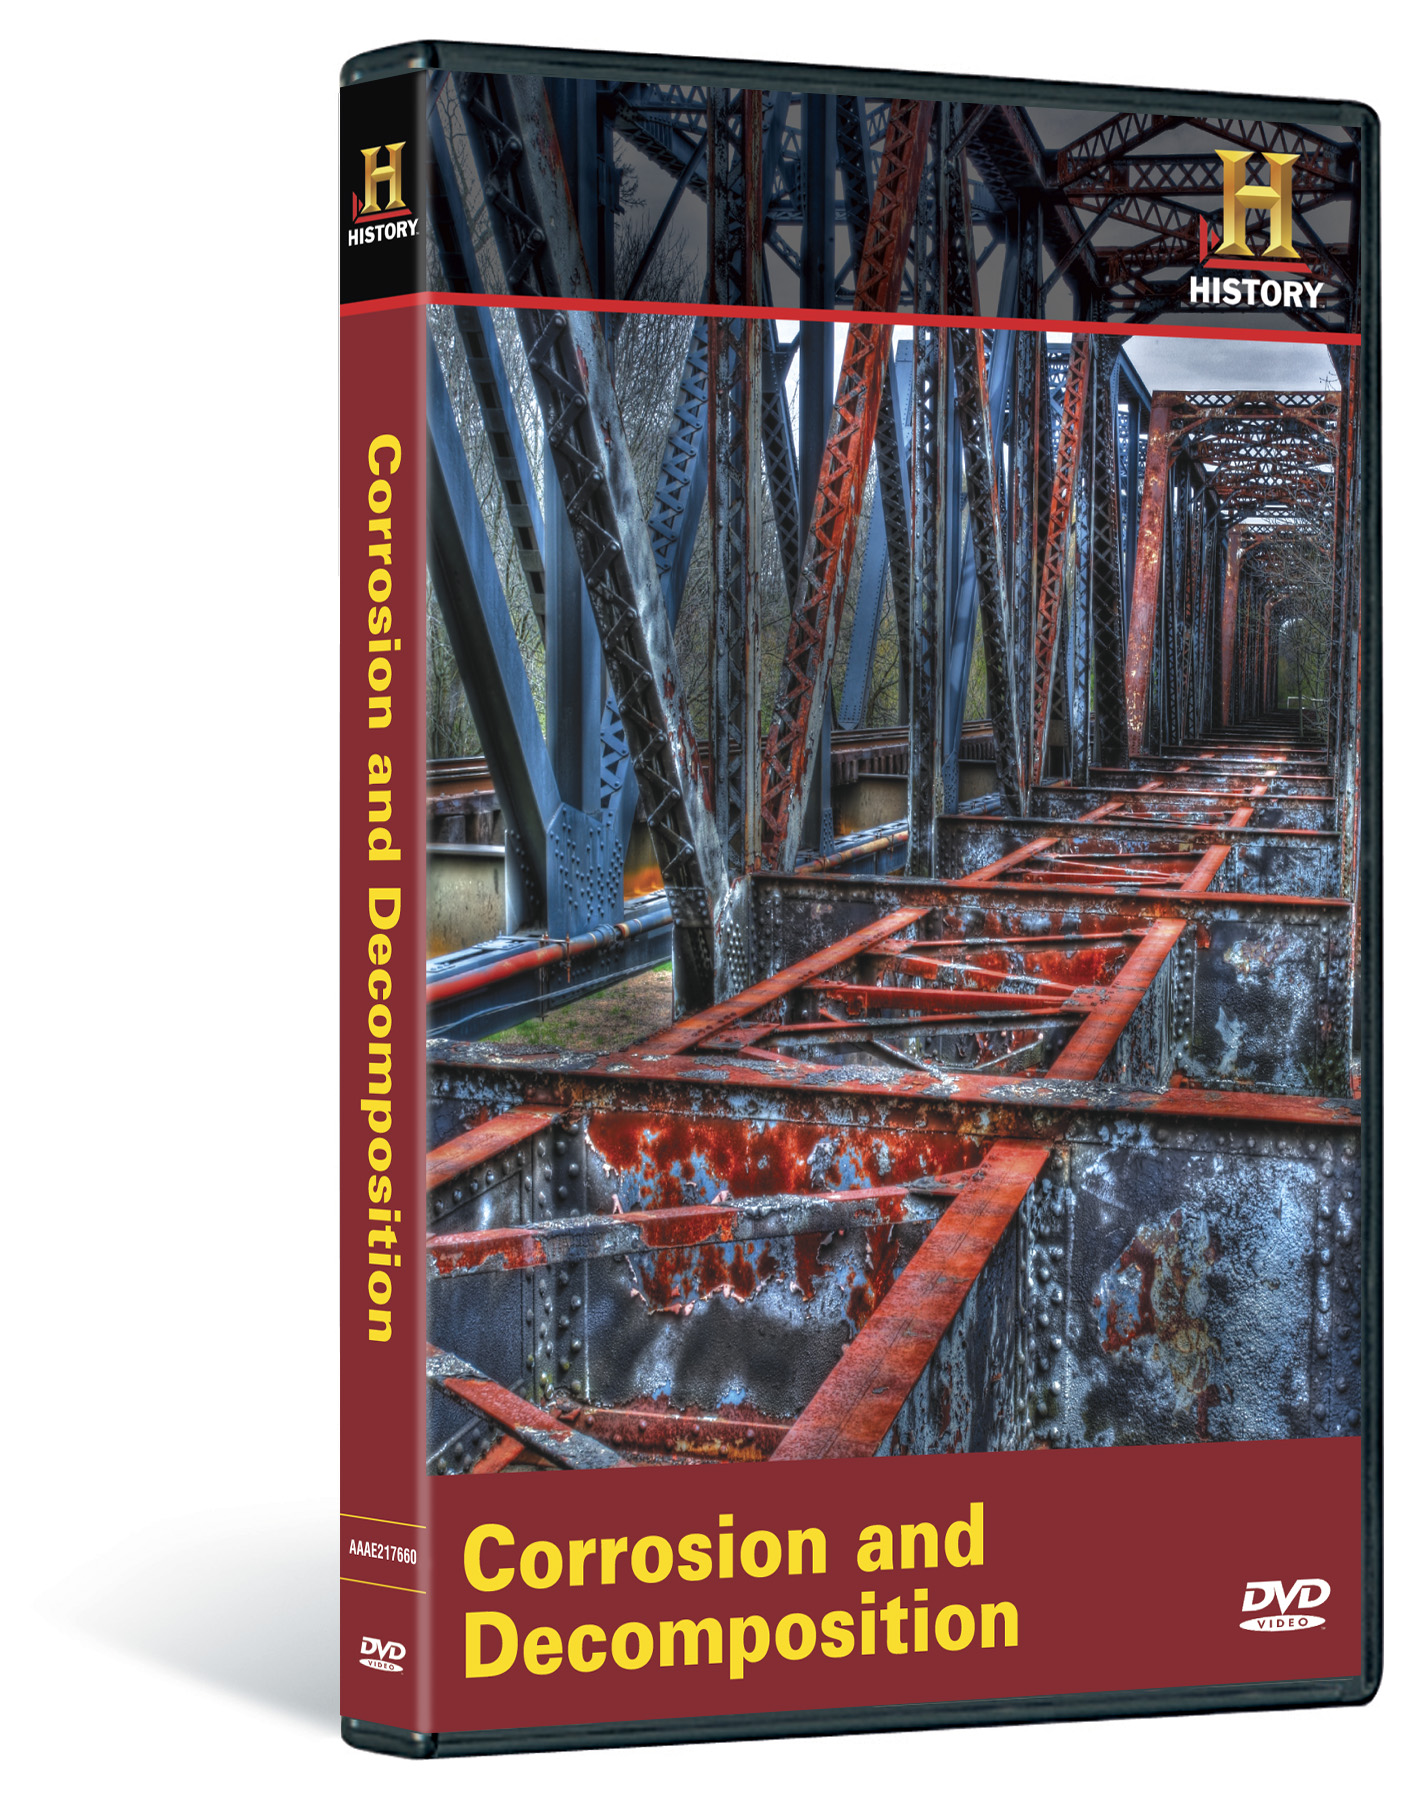 H
HISTORY
Corrosion and Decomposition
AAAE217660
DVD
VIDEO
H
HISTORY
Corrosion and
Decomposition
DVD
VIDEO